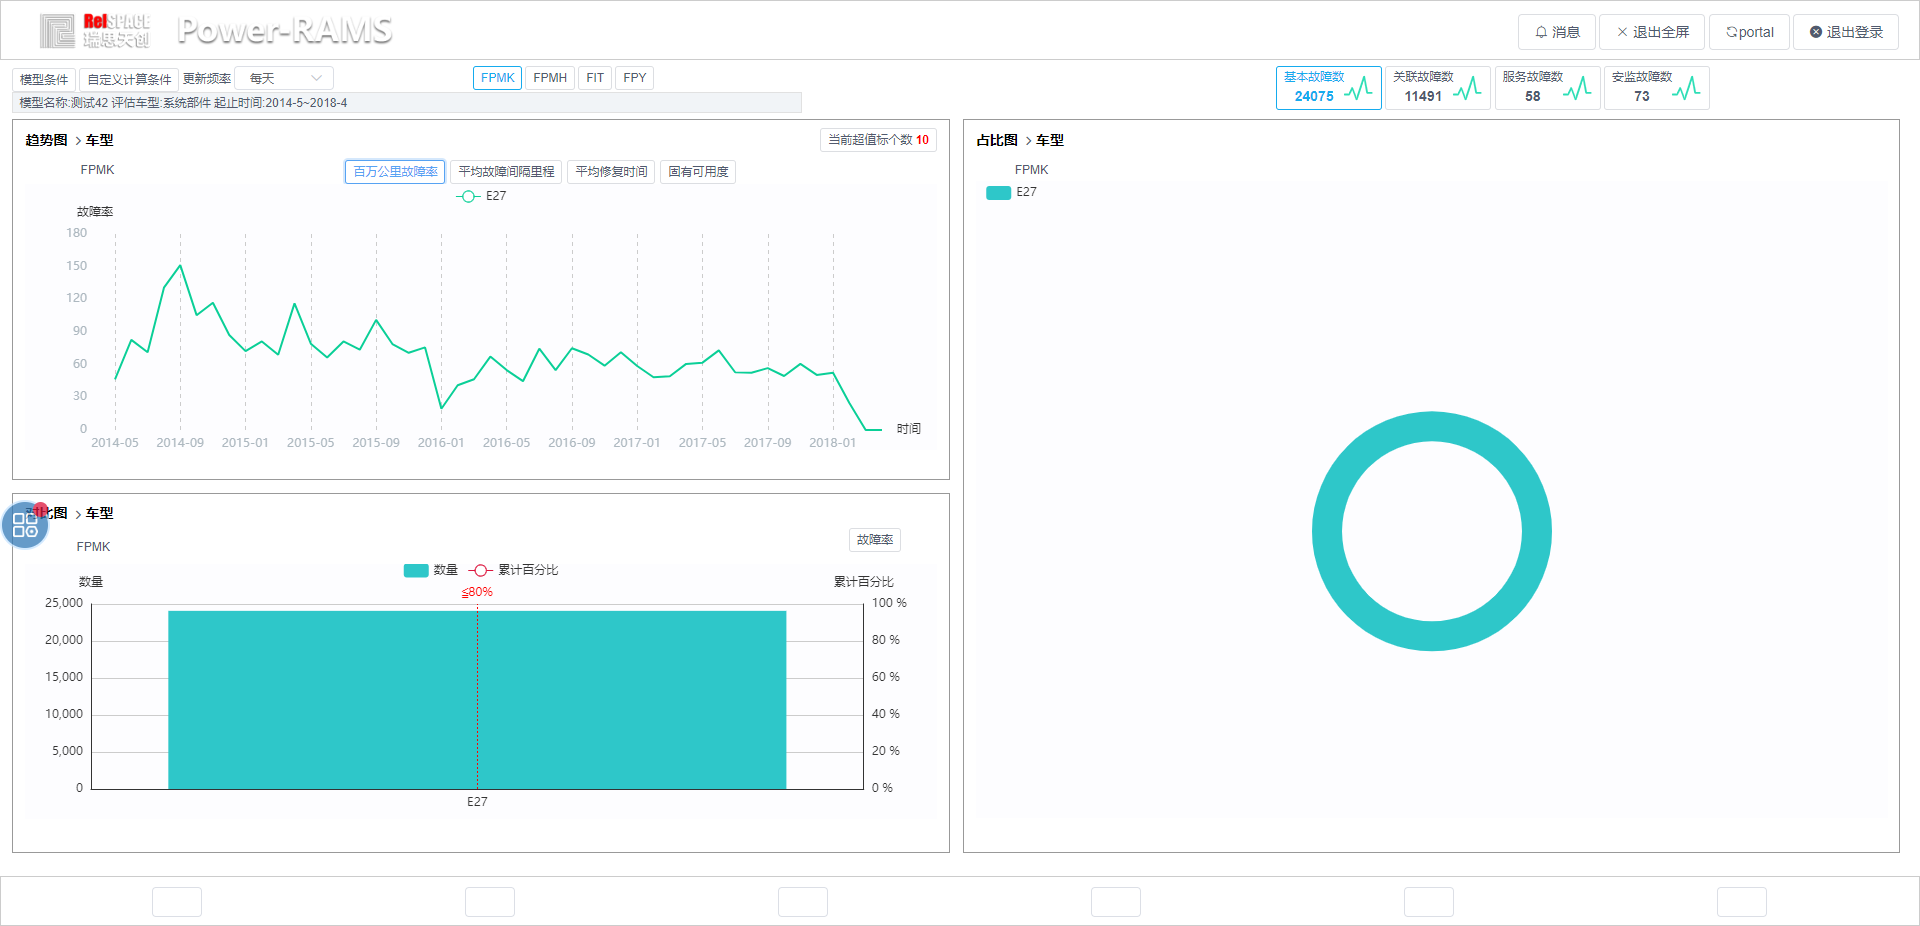 RelSPACE
瑞思天创
Power-RAMS
消息
退出全屏
portal
退出登录
模型条件
自定义计算条件
更新频率
每天
FPMK
FPMH
FIT
FPY
基本故障数
24075
关联故障数
11491
服务故障数
58
安监故障数
73
模型名称:测试42 评估车型:系统部件 起止时间:2014-5~2018-4
趋势图 > 车型
当前超值标个数 10
FPMK
百万公里故障率
平均故障间隔里程
平均修复时间
固有可用度
E27
故障率
180
150
120
90
60
30
0
2014-05
2014-09
2015-01
2015-05
2015-09
2016-01
2016-05
2016-09
2017-01
2017-05
2017-09
2018-01
时间
比图 > 车型
FPMK
故障率
数量
累计百分比
数量
累计百分比
≤80%
25,000
20,000
15,000
10,000
5,000
0
100 %
80 %
60 %
40 %
20 %
0 %
E27
占比图 > 车型
FPMK
E27